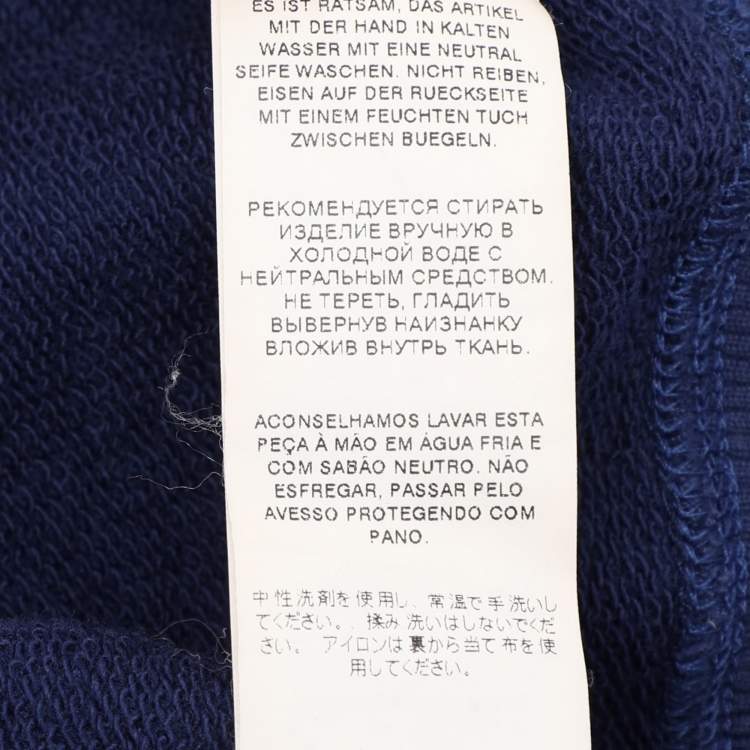 ES IST RATSAM, DAS ARTIKEL
MIT DER HAND IN KALTEN
WASSER MIT EINE NEUTRAL
SEIFE WASCHEN. NICHT REIBEN,
EISEN AUF DER RUECKSEITE
MIT EINEM FEUCHTEN TUCH
ZWISCHEN BUEGELN.
РЕКОМЕНДУЕТСЯ СТИРАТЬ
ИЗДЕЛИЕ ВРУЧНУЮ В
ХОЛОДНОЙ ВОДЕ С
НЕЙТРАЛЬНЫМ СРЕДСТВОМ.
НЕ ТЕРЕТЬ, ГЛАДИТЬ
ВЫВЕРНУВ НАИЗНАНКУ
ВЛОЖИВ ВНУТРЬ ТКАНЬ.
ACONSELHAMOS LAVAR ESTA
PEÇA À MÃO EM ÁGUA FRIA E
COM SABÃO NEUTRO. NÃO
ESFREGAR, PASSAR PELO
AVESSO PROTEGENDO COM
PANO.
中性洗剤を使用し、常温で手洗いし
てください。、揉み洗いはしないでくだ
さい。 アイロンは裏から当て布を使
用してください。